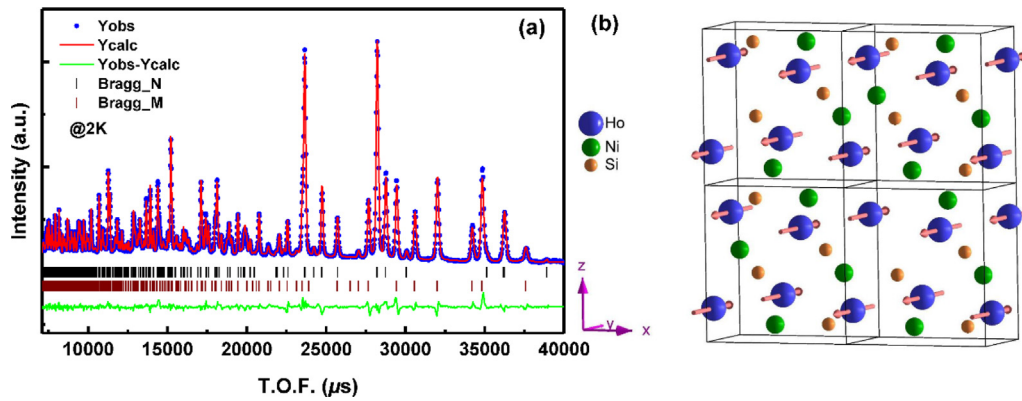 (a)
Yobs
Ycalc
Yobs-Ycalc
Bragg_N
Bragg_M
@2K
Intensity (a.u.)
10000 15000 20000 25000 30000 35000 40000
T.O.F. (μs)
(b)
Ho
Ni
Si
z
y
x